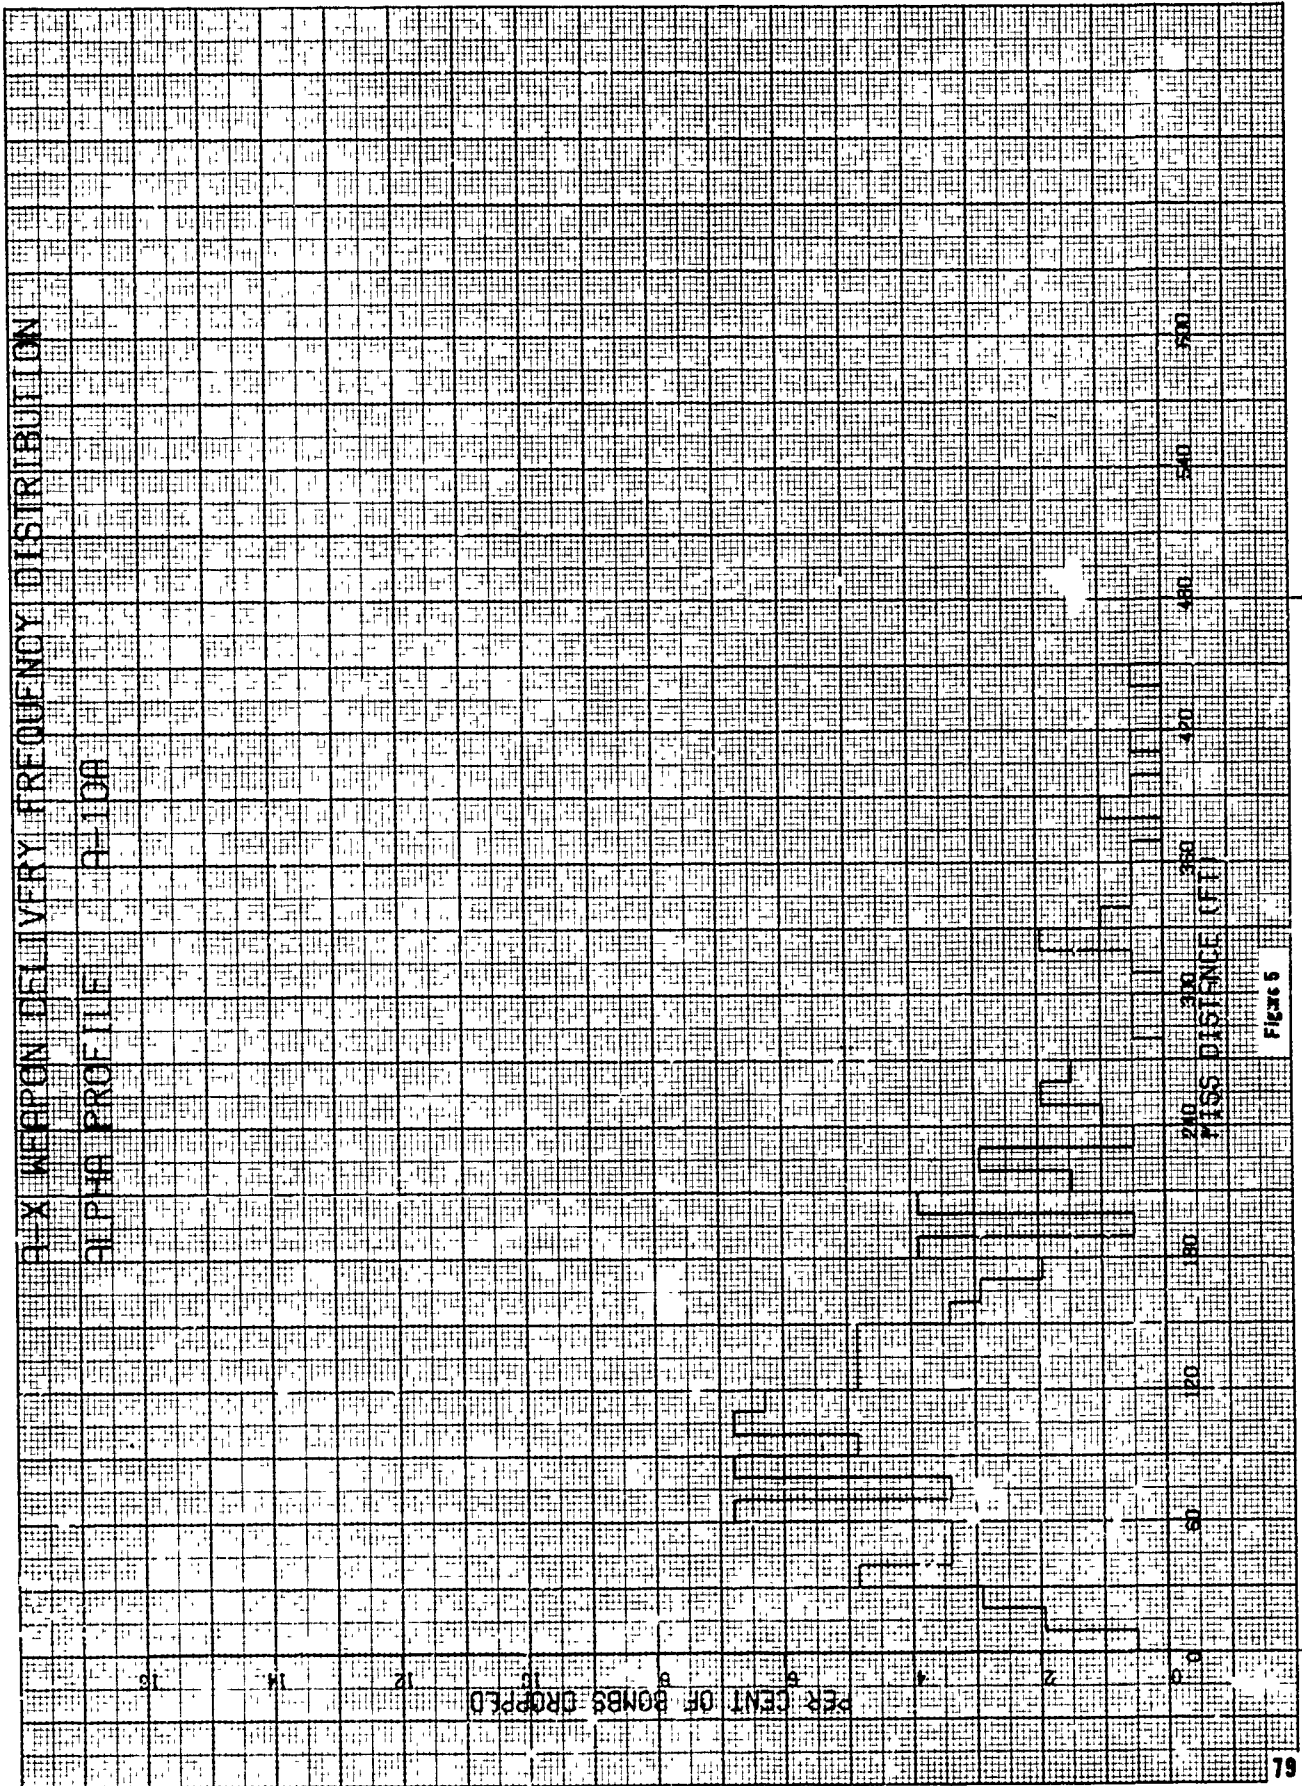 A-X WEAPON DELIVERY FREQUENCY DISTRIBUTION
ALPHA PROFILE A-10A
PER CENT OF BOMBS DROPPED
16
14
12
10
8
6
4
2
0
0 60 120 180 240 300 360 420 480 540 600
MISS DISTANCE (FT)
Figure 5
79